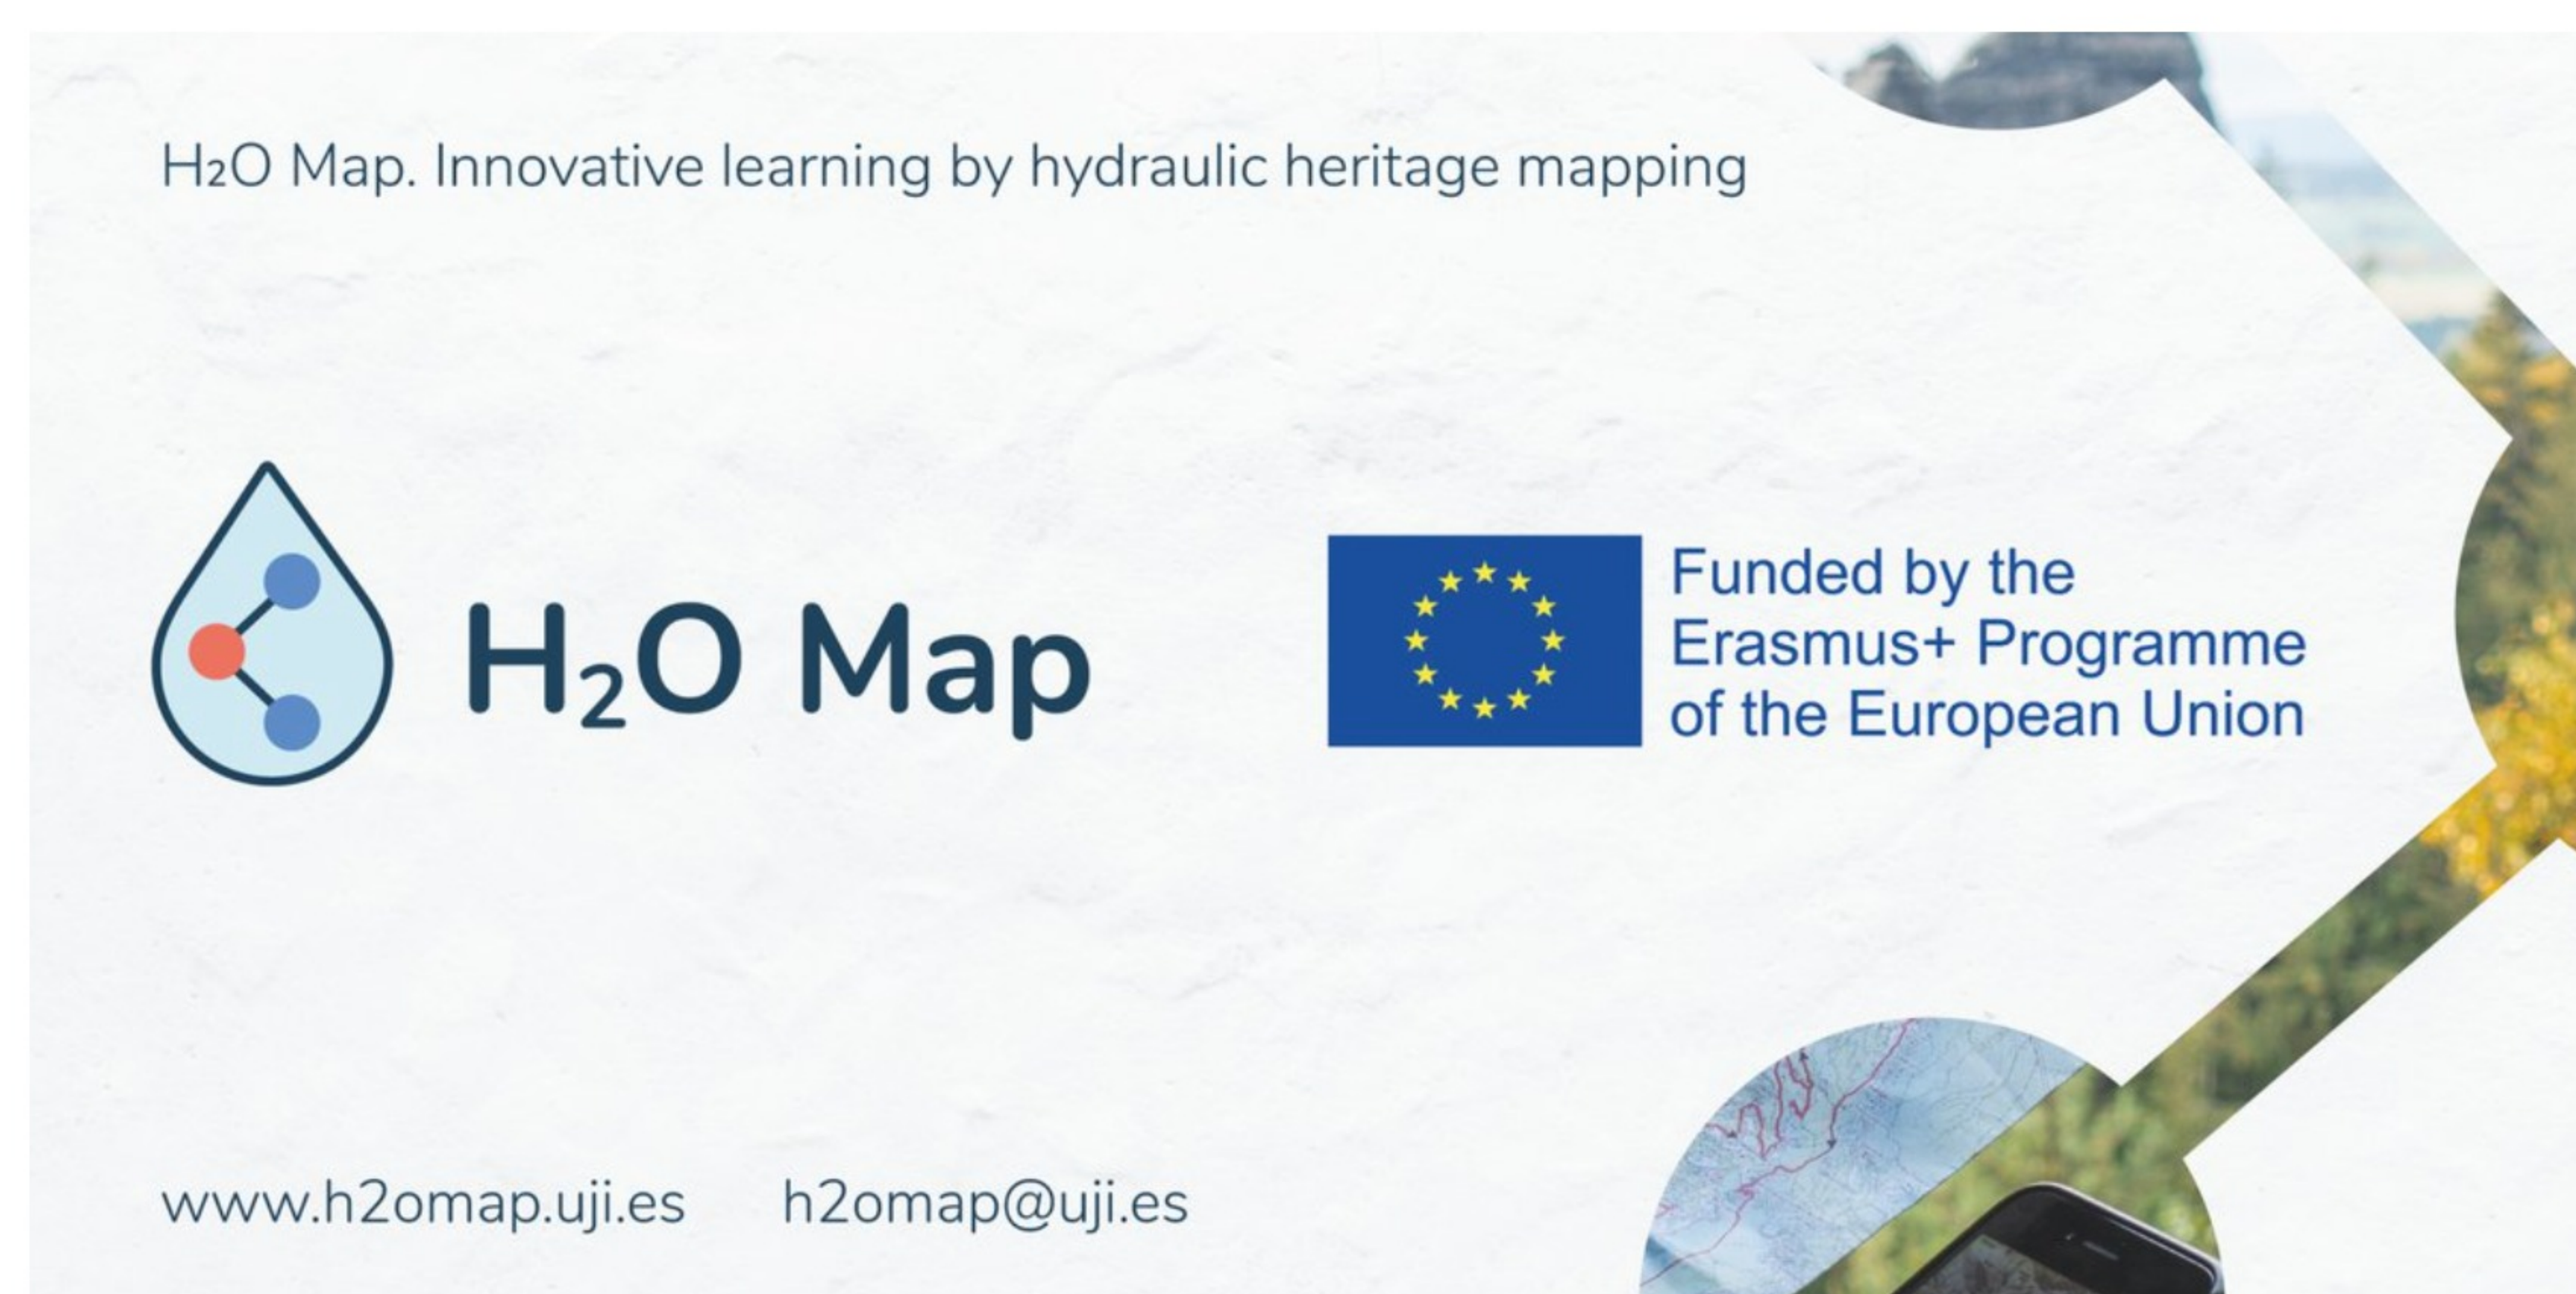 H₂O Map. Innovative learning by hydraulic heritage mapping
H₂O Map
Funded by the
Erasmus+ Programme
of the European Union
www.h2omap.uji.es h2omap@uji.es